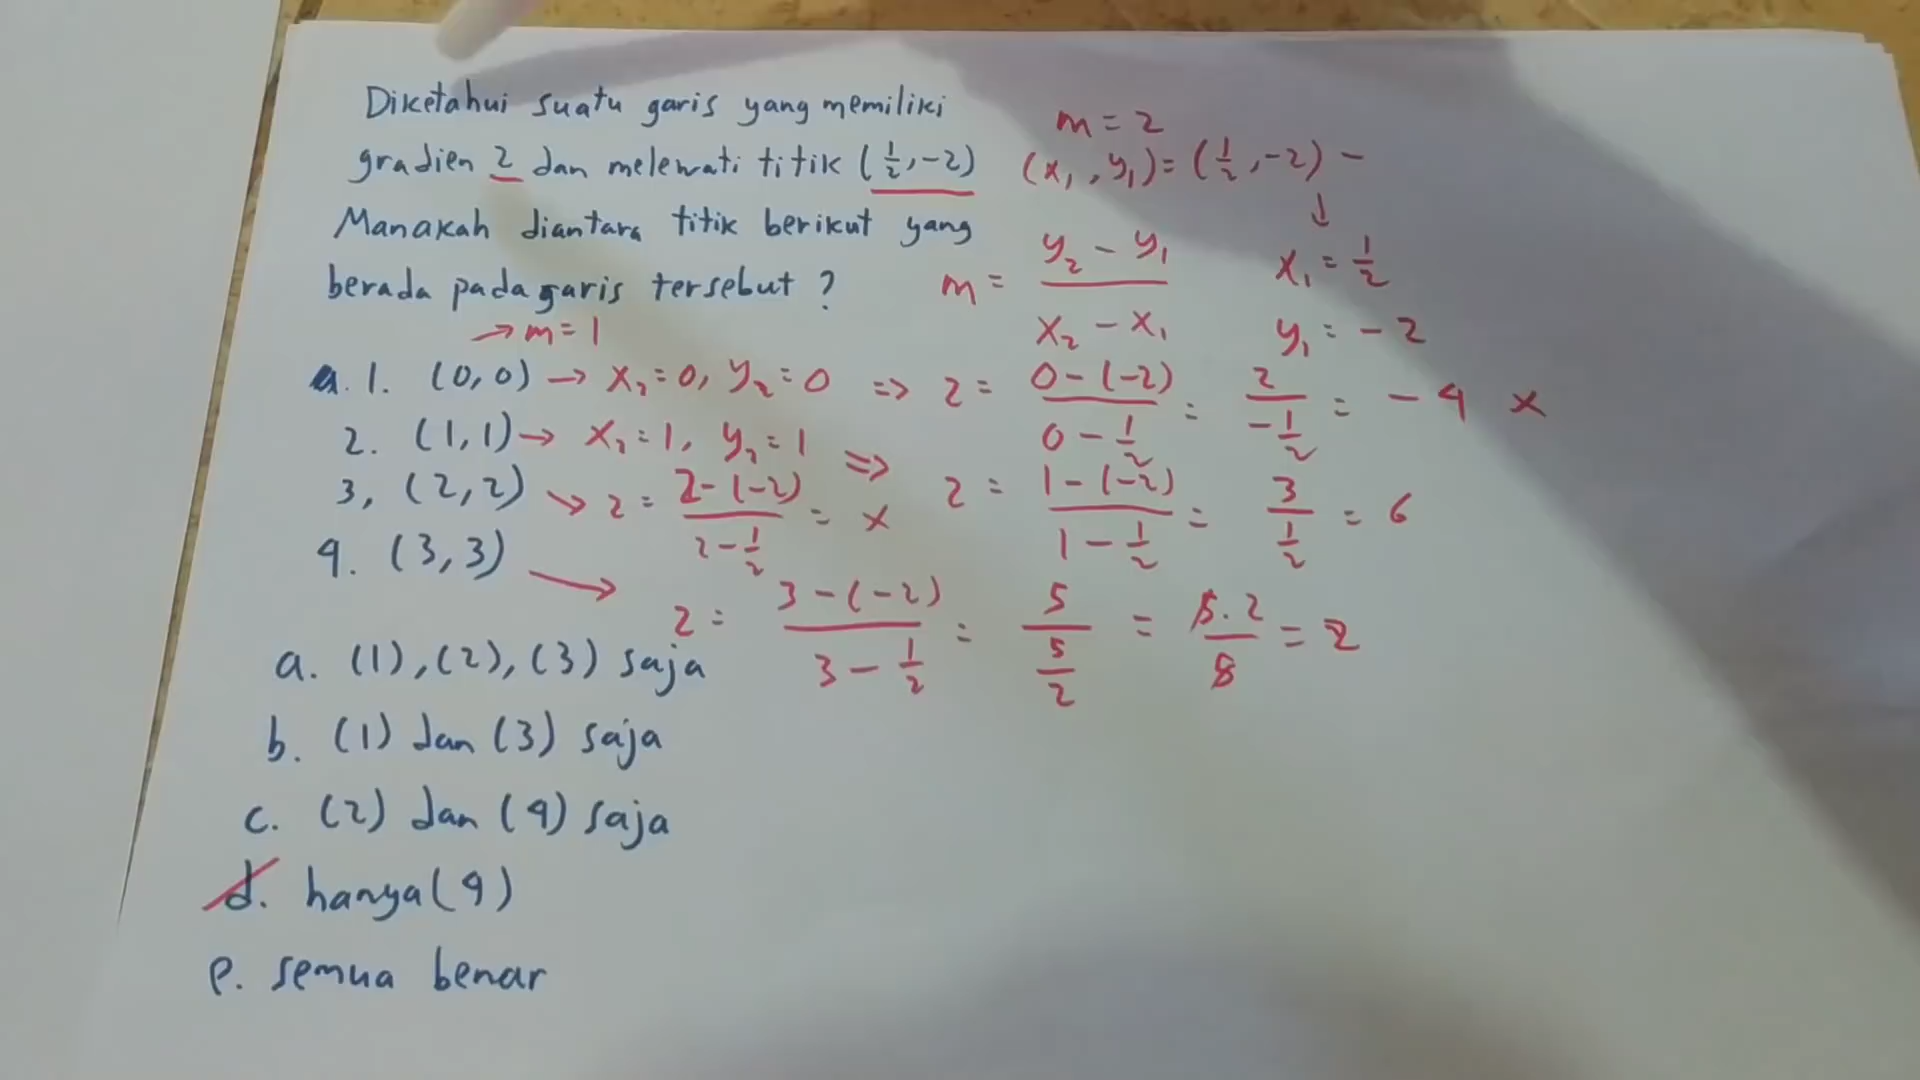 Diketahui suatu garis yang memiliki
gradien 2 dan melewati titik (1/2, -2)
Manakah diantara titik berikut yang
berada pada garis tersebut ?
m = 2
(x₁, y₁) = (1/2, -2) -
↓
x₁ = 1/2
y₁ = -2
m = (y₂ - y₁)/(x₂ - x₁)
→ m = 1
a. 1. (0,0) → x₂ = 0, y₂ = 0 ⇒ 2 = (0 - (-2))/(0 - 1/2) = 2/(-1/2) = -4 ×
2. (1,1) → x₂ = 1, y₂ = 1 ⇒ 2 = (1 - (-2))/(1 - 1/2) = 3/(1/2) = 6
3, (2,2) → 2 = (2 - (-2))/(2 - 1/2) = ×
4. (3,3) → 2 = (3 - (-2))/(3 - 1/2) = 5/(5/2) = 5.2/5 = 2
a. (1), (2), (3) saja
b. (1) dan (3) saja
c. (2) dan (4) saja
d. hanya (4)
e. semua benar